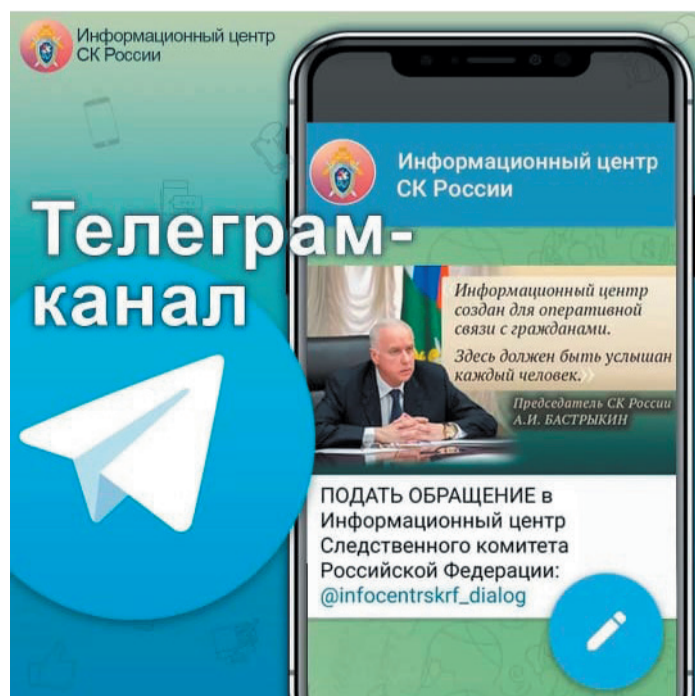 Информационный центр
СК России
Информационный центр
СК России
Телеграм-
канал
Информационный центр
создан для оперативной
связи с гражданами.
Здесь должен быть услышан
каждый человек.»
Председатель СК России
А.И. БАСТРЫКИН
ПОДАТЬ ОБРАЩЕНИЕ в
Информационный центр
Следственного комитета
Российской Федерации:
@infocentrskrf_dialog